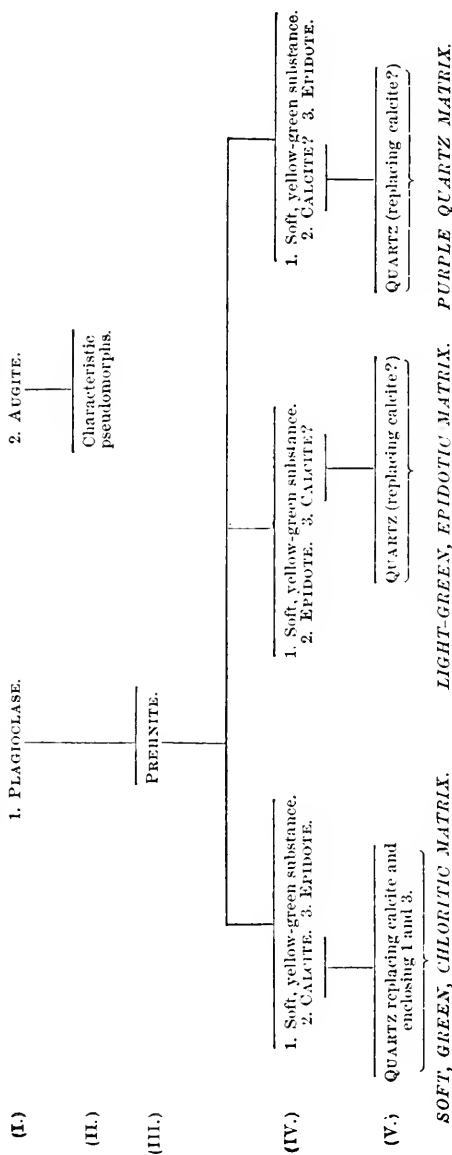 (I.) 1. PLAGIOCLASE. 2. AUGITE.
(II.) Characteristic
pseudomorphs.
(III.) PREHNITE.
(IV.) 1. Soft, yellow-green substance.
2. CALCITE. 3. EPIDOTE.
1. Soft, yellow-green substance.
2. EPIDOTE. 3. CALCITE?
1. Soft, yellow-green substance.
2. CALCITE? 3. EPIDOTE.
(V.) QUARTZ replacing calcite and
enclosing 1 and 3.
QUARTZ (replacing calcite?)
QUARTZ (replacing calcite?)
SOFT, GREEN, CHLORITIC MATRIX. LIGHT-GREEN, EPIDOTIC MATRIX. PURPLE QUARTZ MATRIX.